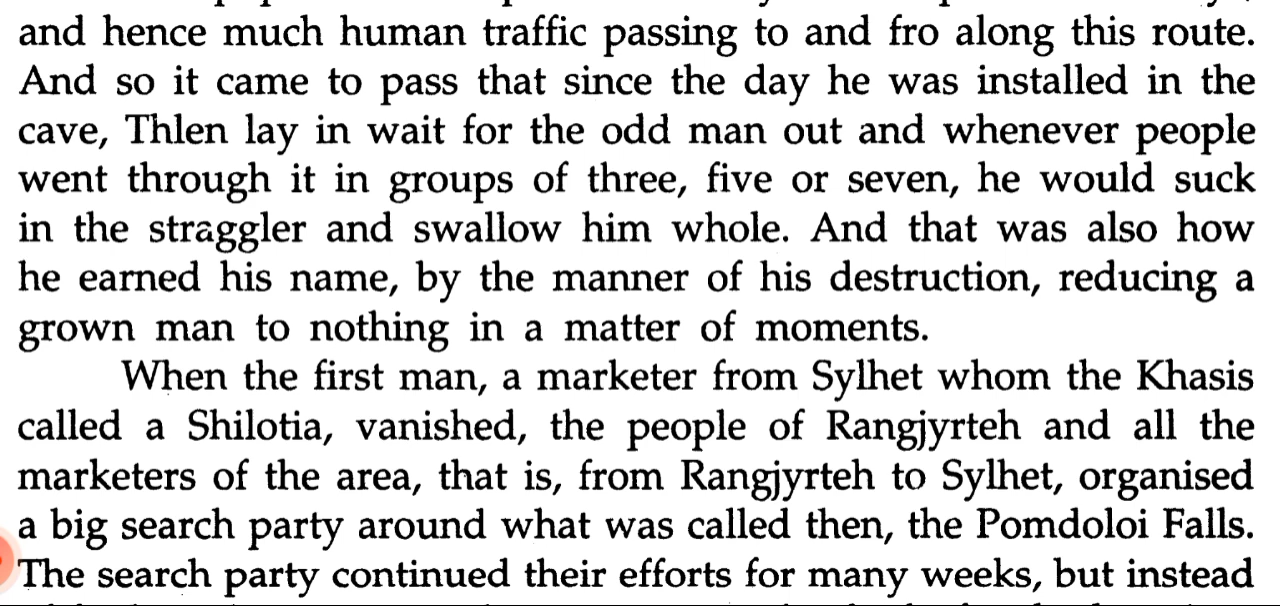 and hence much human traffic passing to and fro along this route.
And so it came to pass that since the day he was installed in the
cave, Thlen lay in wait for the odd man out and whenever people
went through it in groups of three, five or seven, he would suck
in the straggler and swallow him whole. And that was also how
he earned his name, by the manner of his destruction, reducing a
grown man to nothing in a matter of moments.
When the first man, a marketer from Sylhet whom the Khasis
called a Shilotia, vanished, the people of Rangjyrteh and all the
marketers of the area, that is, from Rangjyrteh to Sylhet, organised
a big search party around what was called then, the Pomdoloi Falls.
The search party continued their efforts for many weeks, but instead